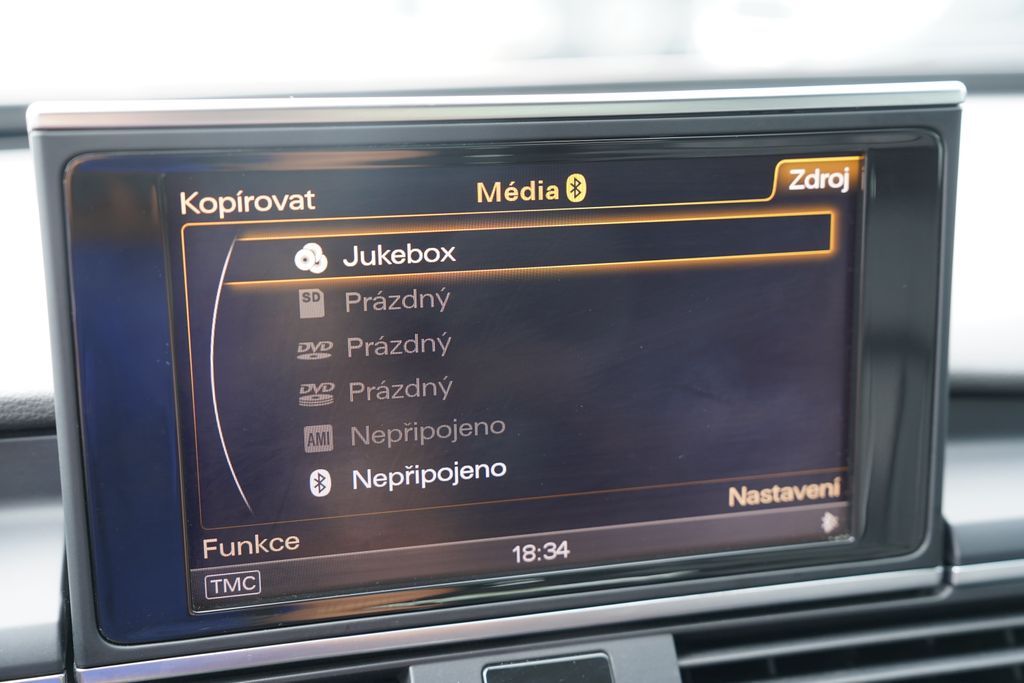 Kopírovat
Média
Zdroj
Jukebox
SD Prázdný
DVD Prázdný
DVD Prázdný
AMI Nepřipojeno
Nepřipojeno
Nastavení
Funkce
18:34
TMC